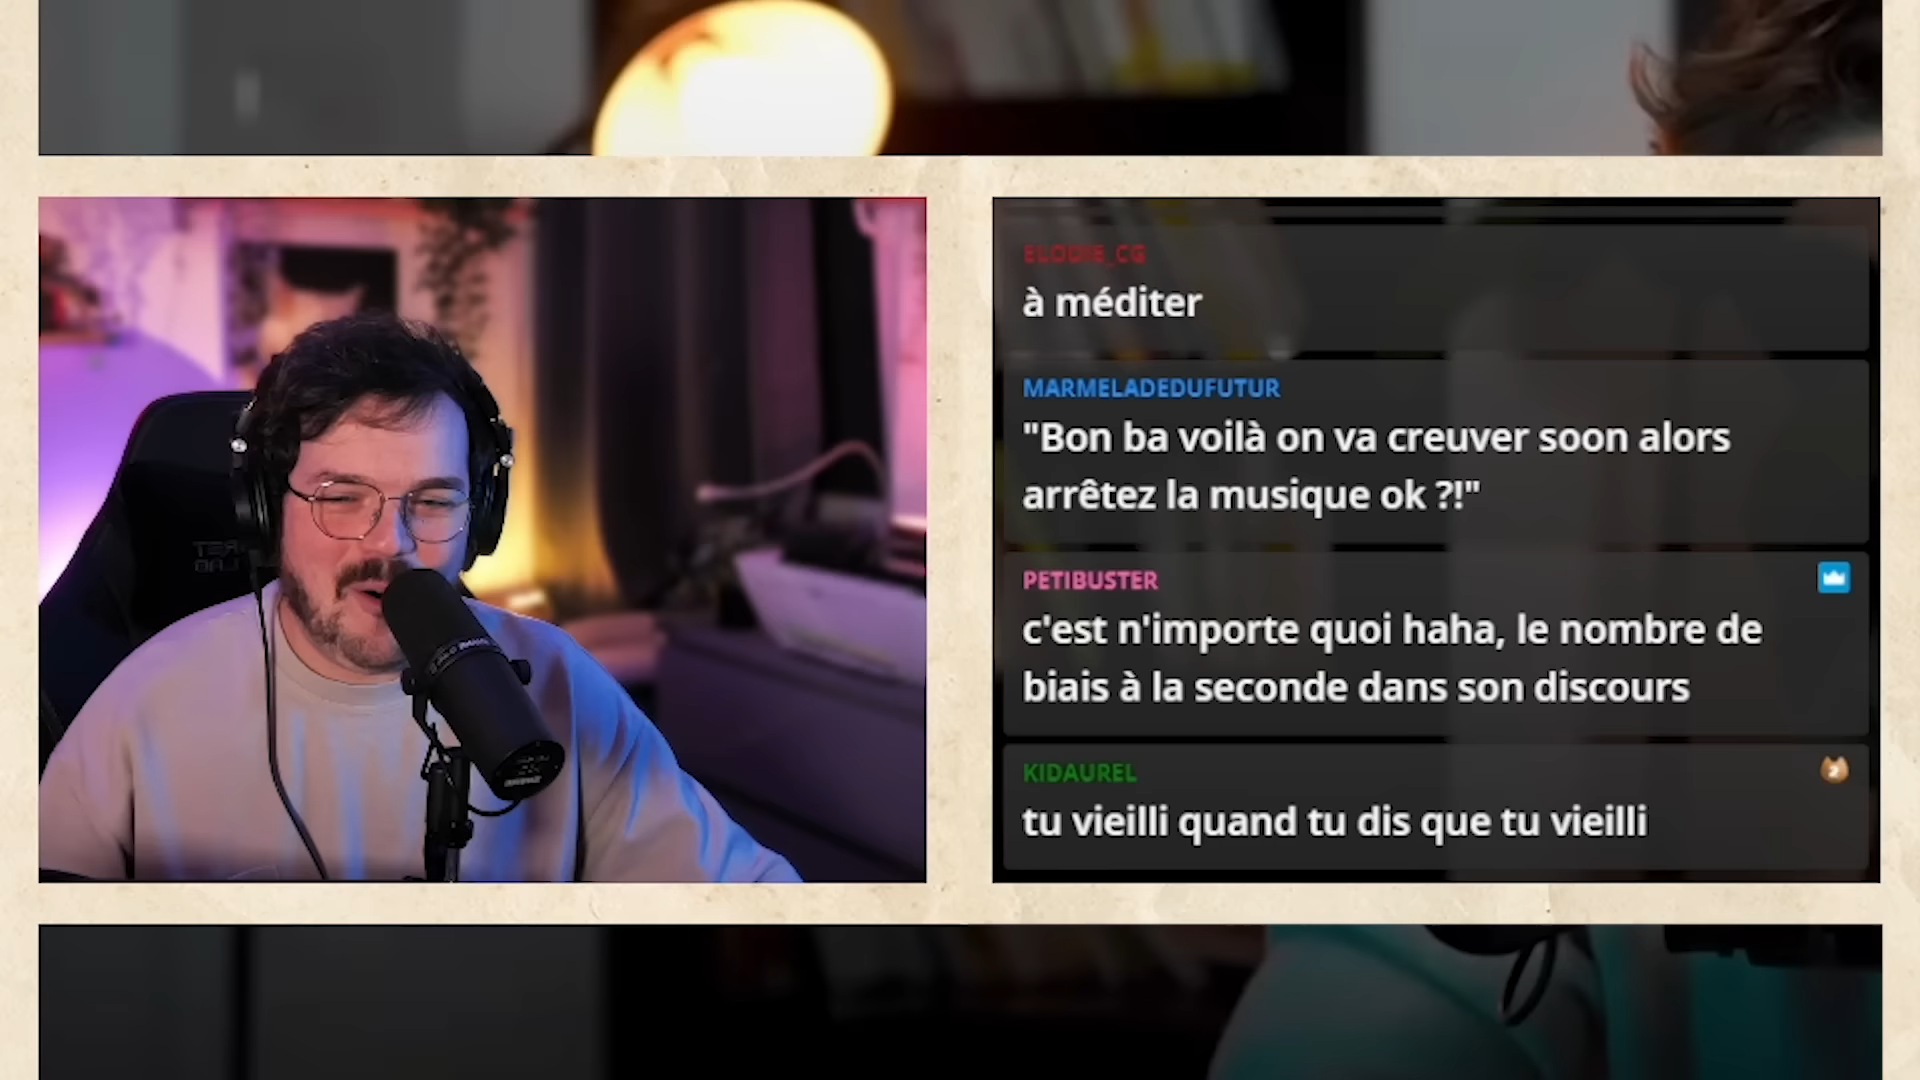 ELODIE_CG
à méditer
MARMELADEDUFUTUR
"Bon ba voilà on va creuver soon alors
arrêtez la musique ok ?!"
PETIBUSTER
c'est n'importe quoi haha, le nombre de
biais à la seconde dans son discours
KIDAUREL
tu vieilli quand tu dis que tu vieilli